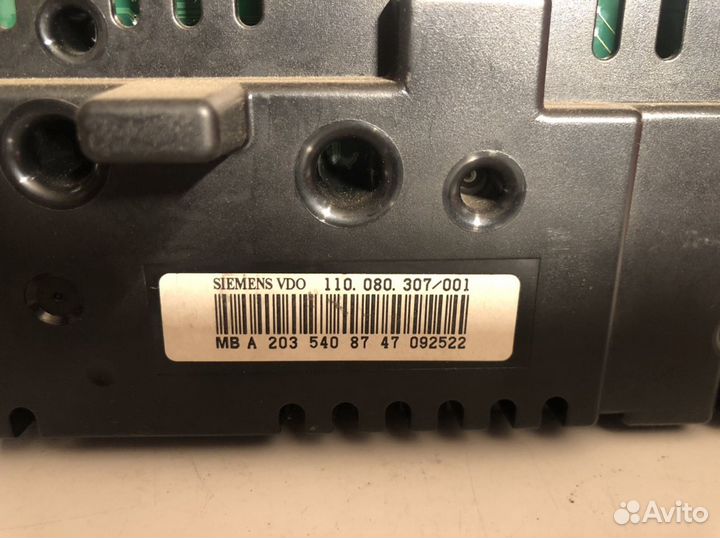 SIEMENS VDO 110.080.307/001
MB A 203 540 87 47 092522
Avito